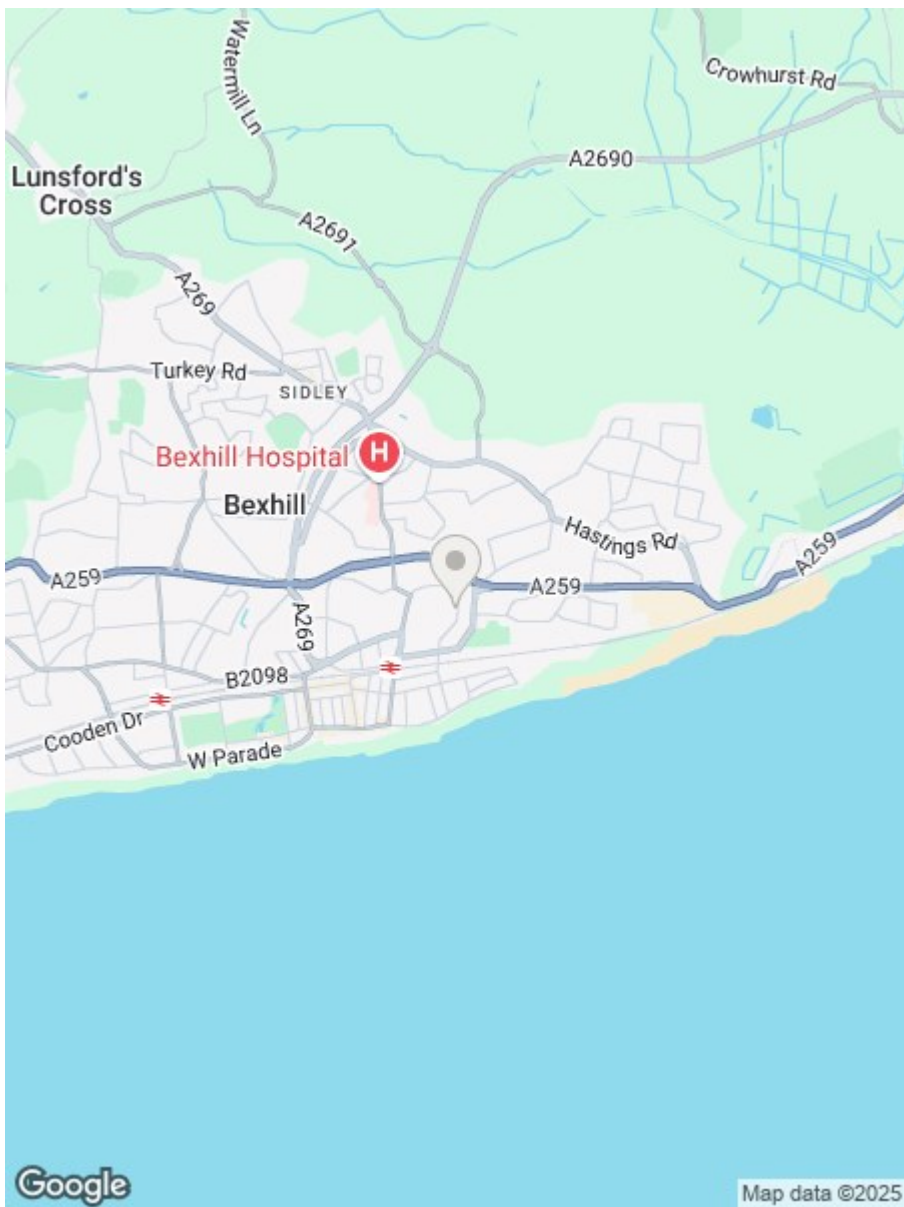 Watermill Ln
Crowhurst Rd
A2690
Lunsford's
Cross
A2691
A269
Turkey Rd
SIDLEY
Bexhill Hospital
H
Bexhill
Hastings Rd
A259
A259
A259
A269
B2098
Cooden Dr
W Parade
Google
Map data ©2025